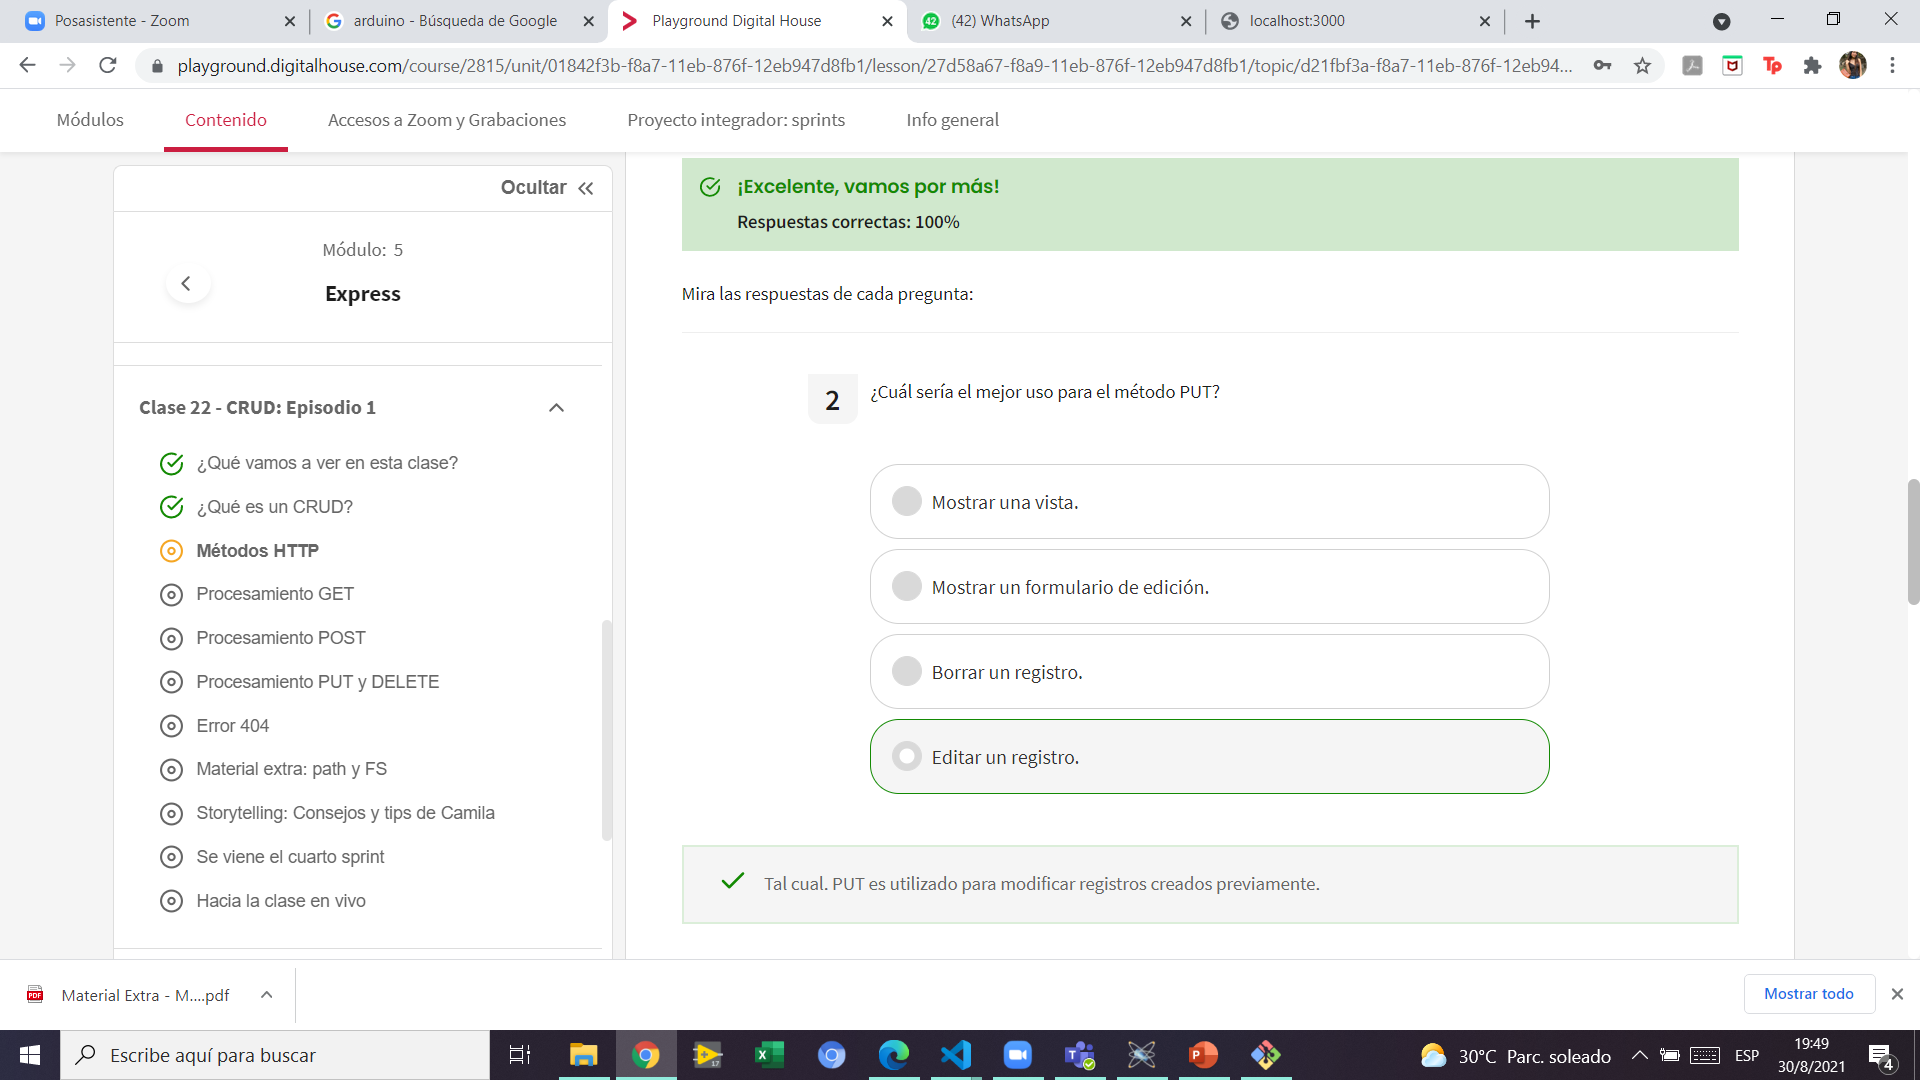 Posasistente - Zoom
arduino - Búsqueda de Google
Playground Digital House
(42) WhatsApp
localhost:3000
playground.digitalhouse.com/course/2815/unit/01842f3b-f8a7-11eb-876f-12eb947d8fb1/lesson/27d58a67-f8a9-11eb-876f-12eb947d8fb1/topic/d21fbf3a-f8a7-11eb-876f-12eb94...
Módulos
Contenido
Accesos a Zoom y Grabaciones
Proyecto integrador: sprints
Info general
Ocultar
Módulo: 5
Express
Clase 22 - CRUD: Episodio 1
¿Qué vamos a ver en esta clase?
¿Qué es un CRUD?
Métodos HTTP
Procesamiento GET
Procesamiento POST
Procesamiento PUT y DELETE
Error 404
Material extra: path y FS
Storytelling: Consejos y tips de Camila
Se viene el cuarto sprint
Hacia la clase en vivo
¡Excelente, vamos por más!
Respuestas correctas: 100%
Mira las respuestas de cada pregunta:
2
¿Cuál sería el mejor uso para el método PUT?
Mostrar una vista.
Mostrar un formulario de edición.
Borrar un registro.
Editar un registro.
Tal cual. PUT es utilizado para modificar registros creados previamente.
PDF
Material Extra - M....pdf
Mostrar todo
Escribe aquí para buscar
30°C Parc. soleado
ESP
19:49
30/8/2021
4